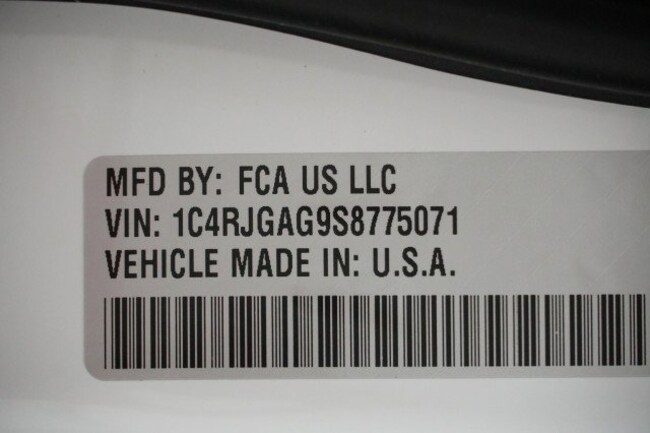 MFD BY: FCA US LLC
VIN: 1C4RJGAG9S8775071
VEHICLE MADE IN: U.S.A.